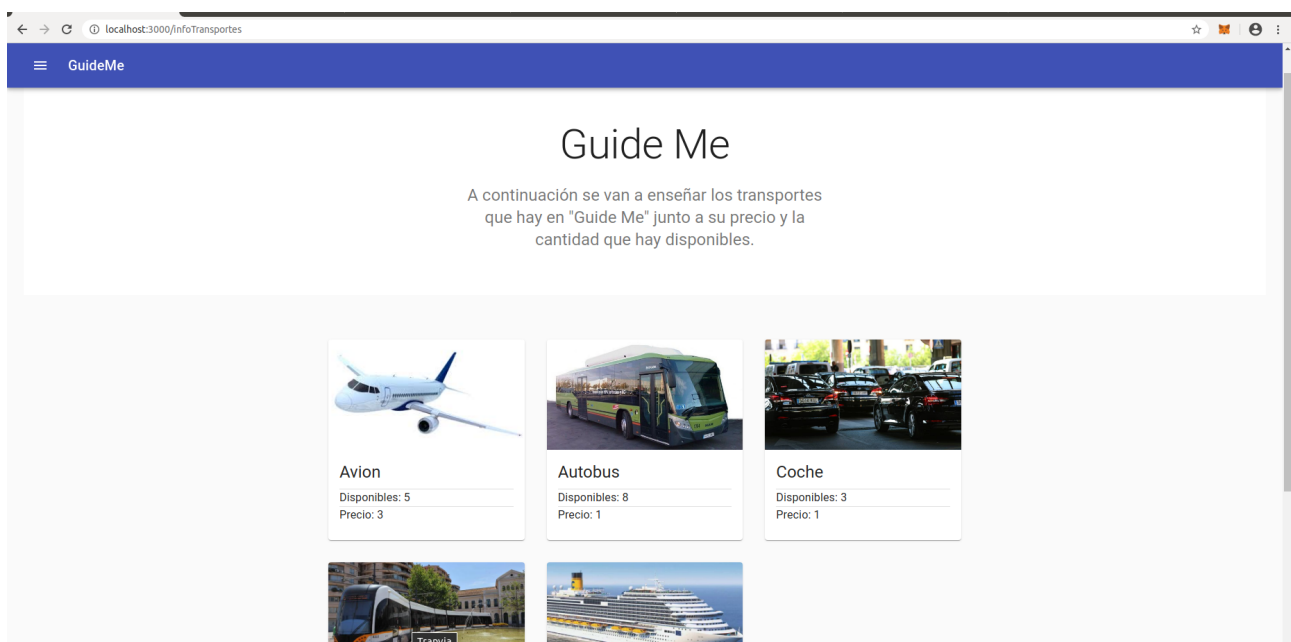 localhost:3000/infoTransportes
GuideMe
Guide Me
A continuación se van a enseñar los transportes
que hay en "Guide Me" junto a su precio y la
cantidad que hay disponibles.
Avion
Disponibles: 5
Precio: 3
Autobus
Disponibles: 8
Precio: 1
Coche
Disponibles: 3
Precio: 1
Tranvia